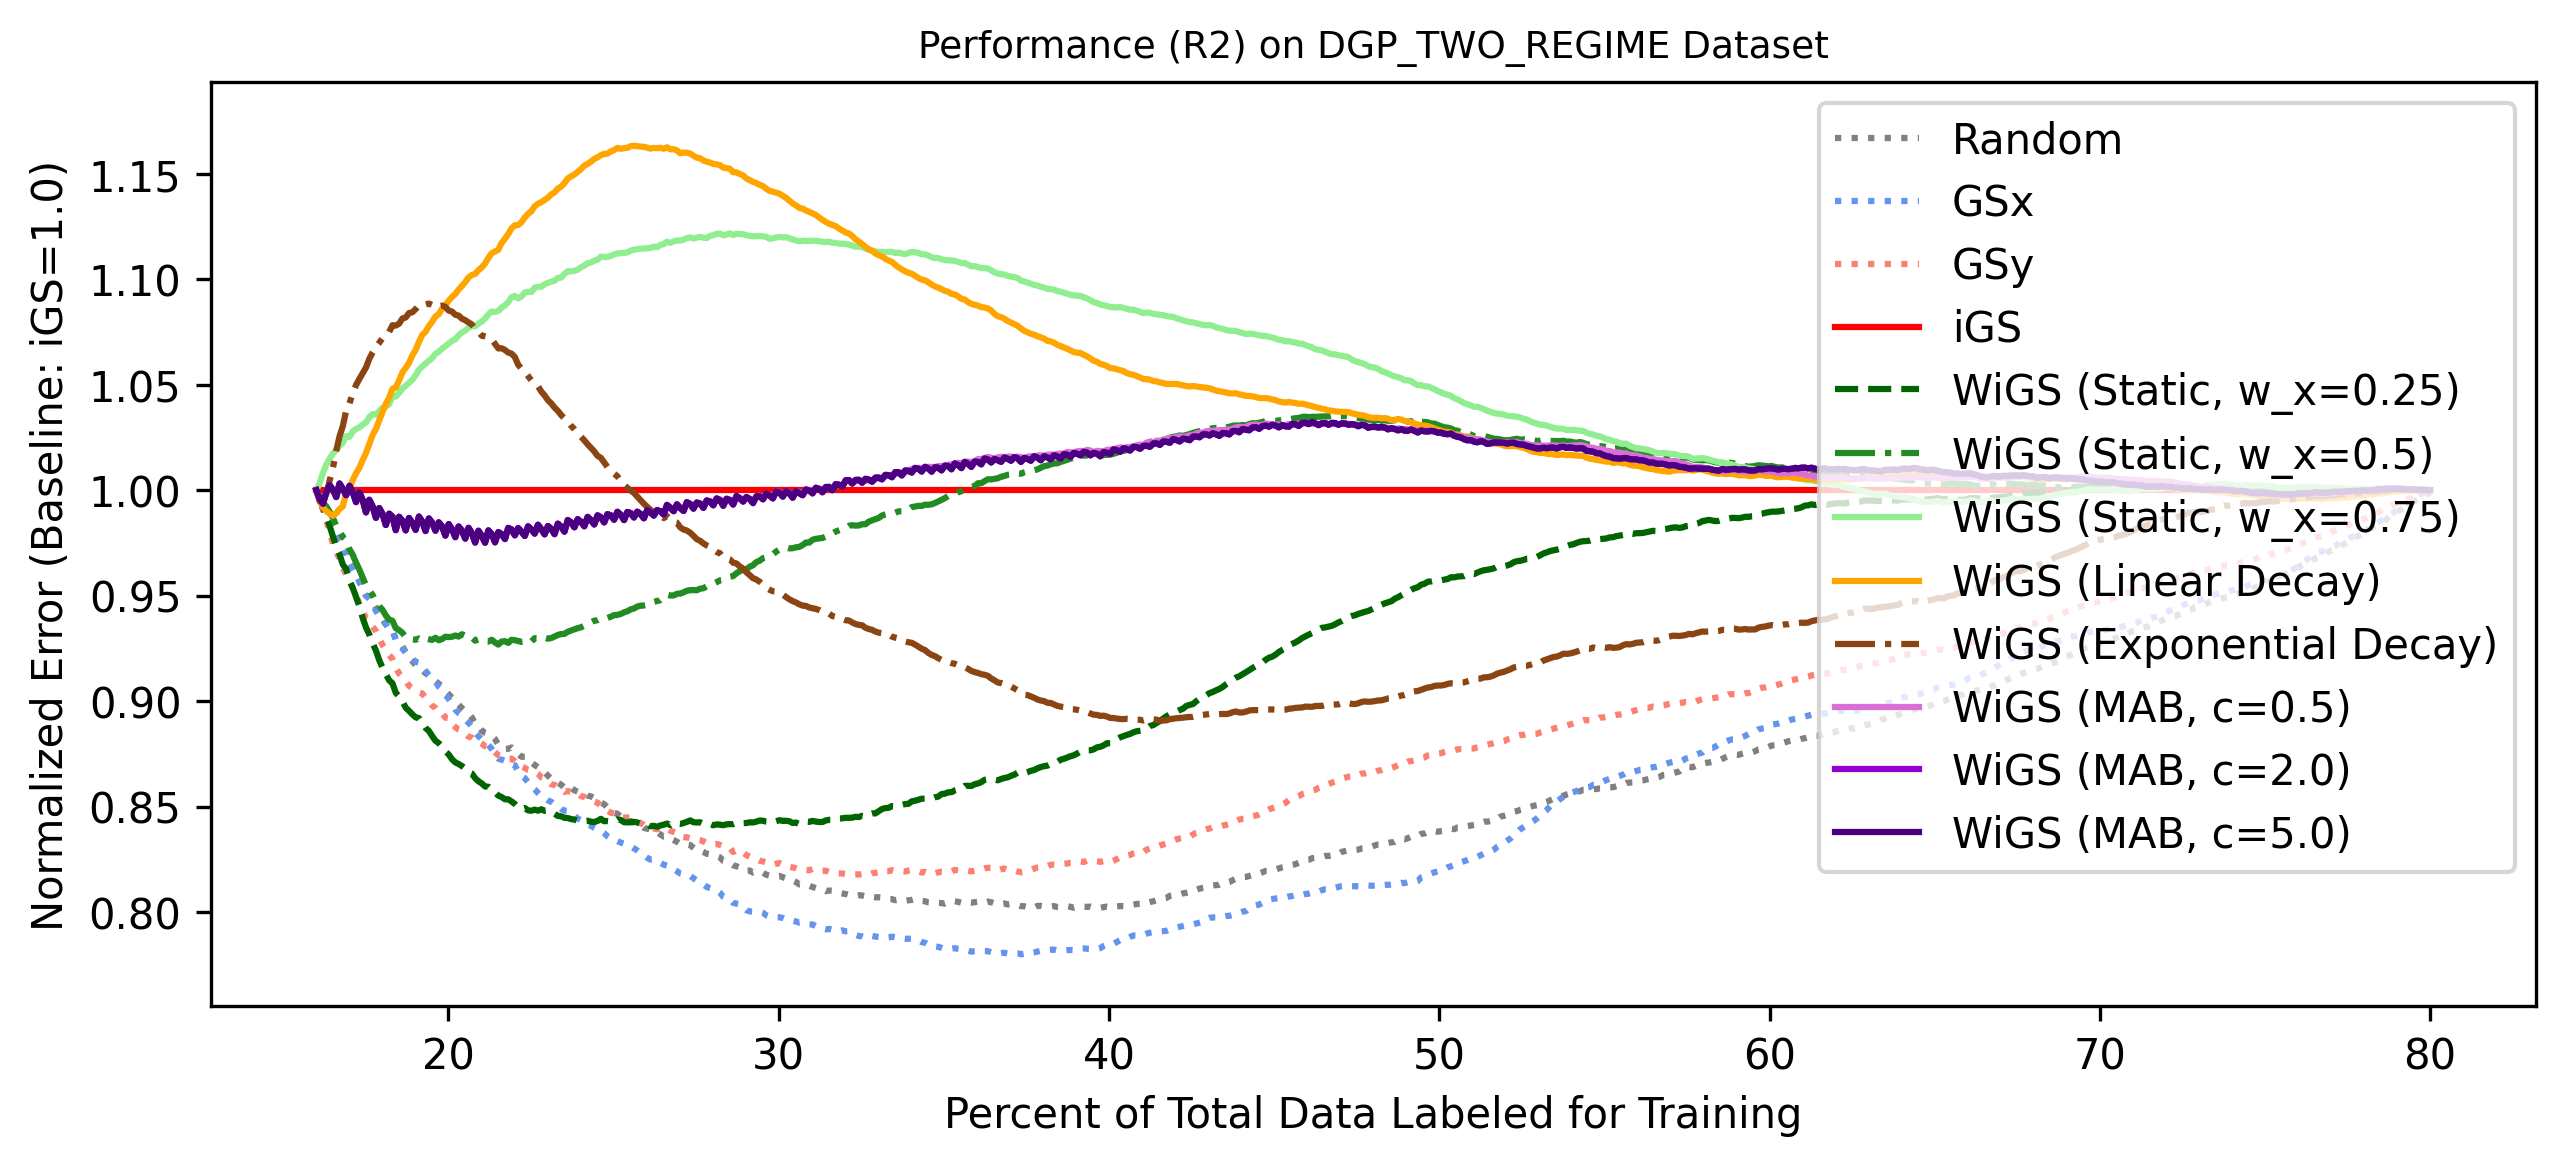 Performance (R2) on DGP_TWO_REGIME Dataset
Normalized Error (Baseline: iGS=1.0)
1.15
1.10
1.05
1.00
0.95
0.90
0.85
0.80
Random
GSx
GSy
iGS
WiGS (Static, w_x=0.25)
WiGS (Static, w_x=0.5)
WiGS (Static, w_x=0.75)
WiGS (Linear Decay)
WiGS (Exponential Decay)
WiGS (MAB, c=0.5)
WiGS (MAB, c=2.0)
WiGS (MAB, c=5.0)
20 30 40 50 60 70 80
Percent of Total Data Labeled for Training